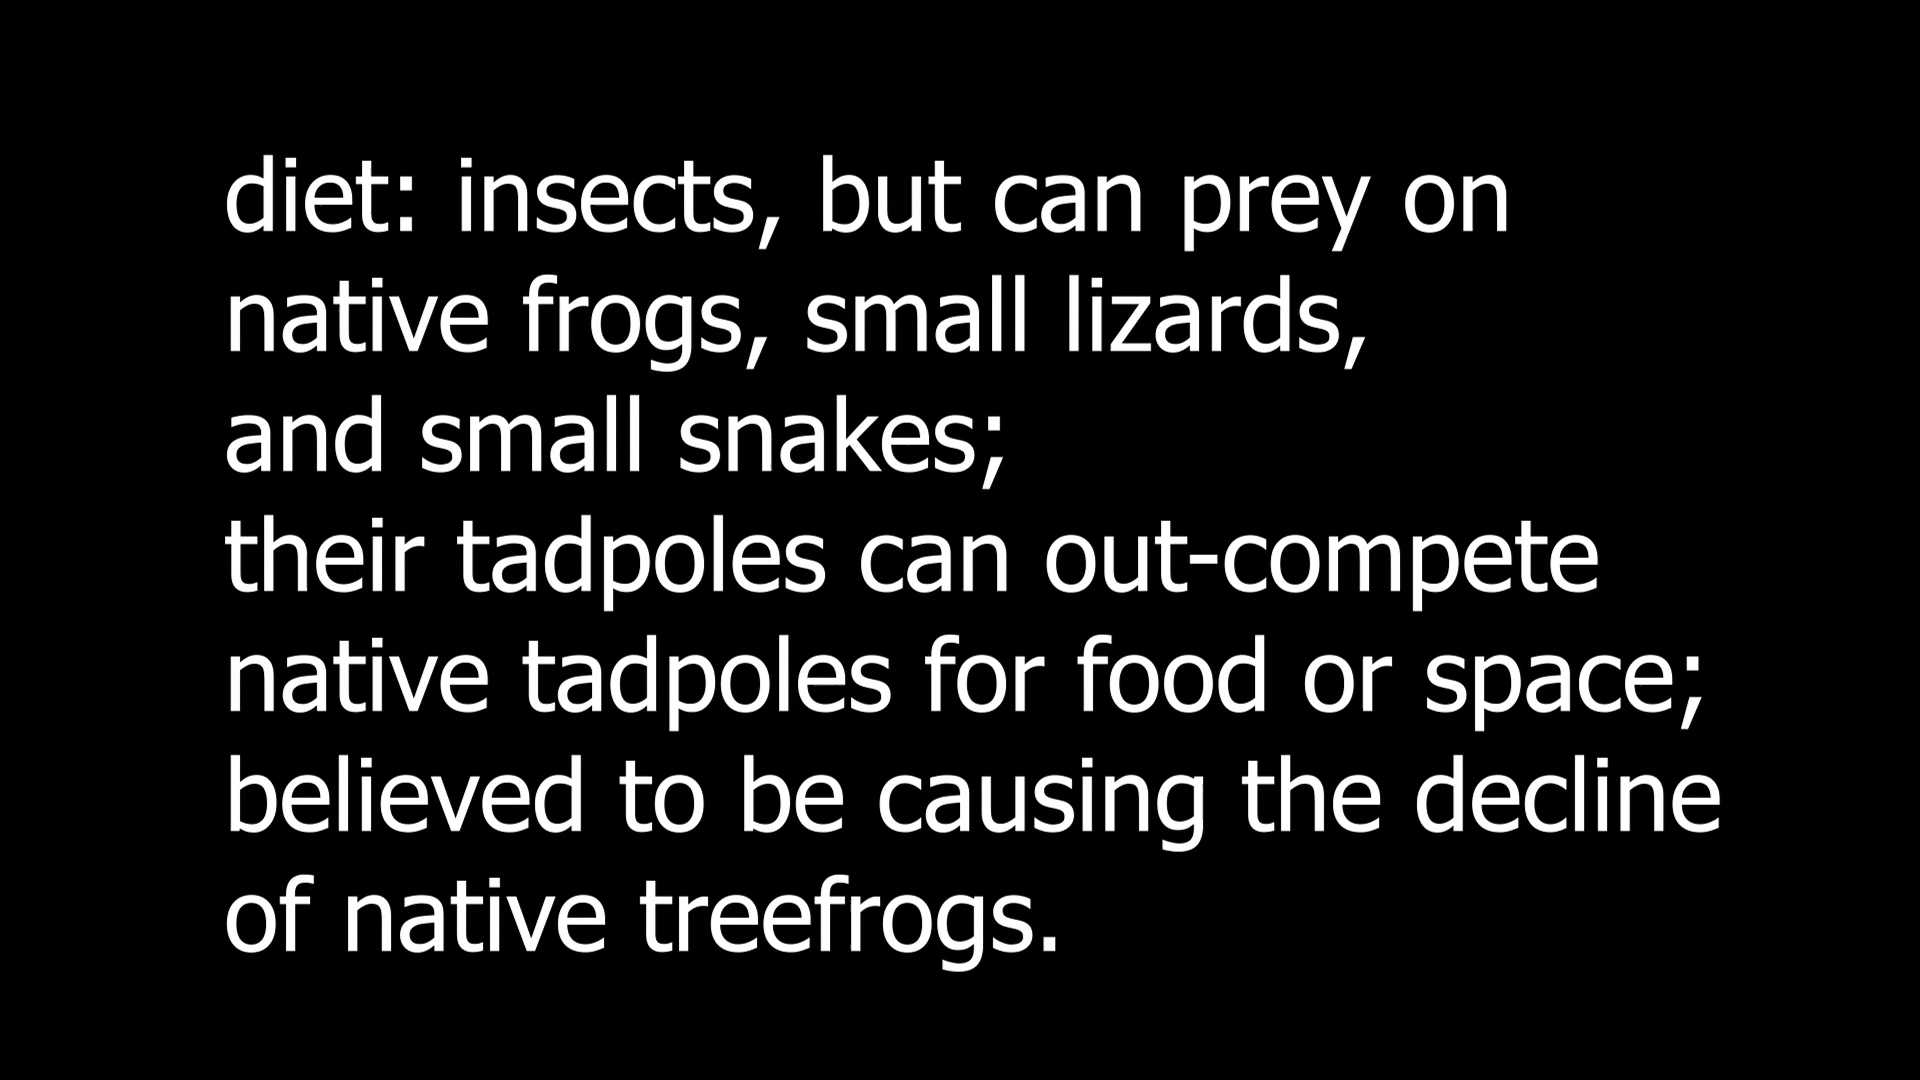 diet: insects, but can prey on
native frogs, small lizards,
and small snakes;
their tadpoles can out-compete
native tadpoles for food or space;
believed to be causing the decline
of native treefrogs.